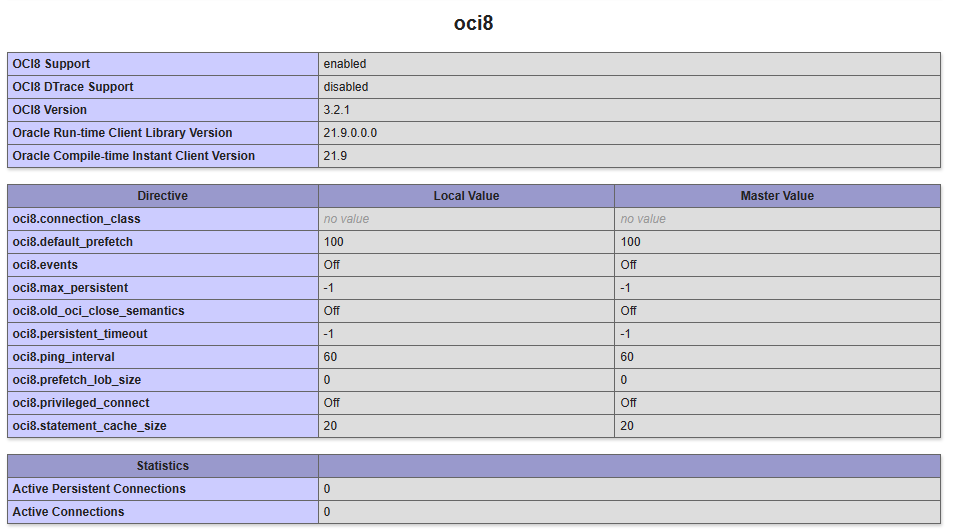 oci8
OCI8 Support enabled
OCI8 DTrace Support disabled
OCI8 Version 3.2.1
Oracle Run-time Client Library Version 21.9.0.0.0
Oracle Compile-time Instant Client Version 21.9
Directive Local Value Master Value
oci8.connection_class no value no value
oci8.default_prefetch 100 100
oci8.events Off Off
oci8.max_persistent -1 -1
oci8.old_oci_close_semantics Off Off
oci8.persistent_timeout -1 -1
oci8.ping_interval 60 60
oci8.prefetch_lob_size 0 0
oci8.privileged_connect Off Off
oci8.statement_cache_size 20 20
Statistics
Active Persistent Connections 0
Active Connections 0